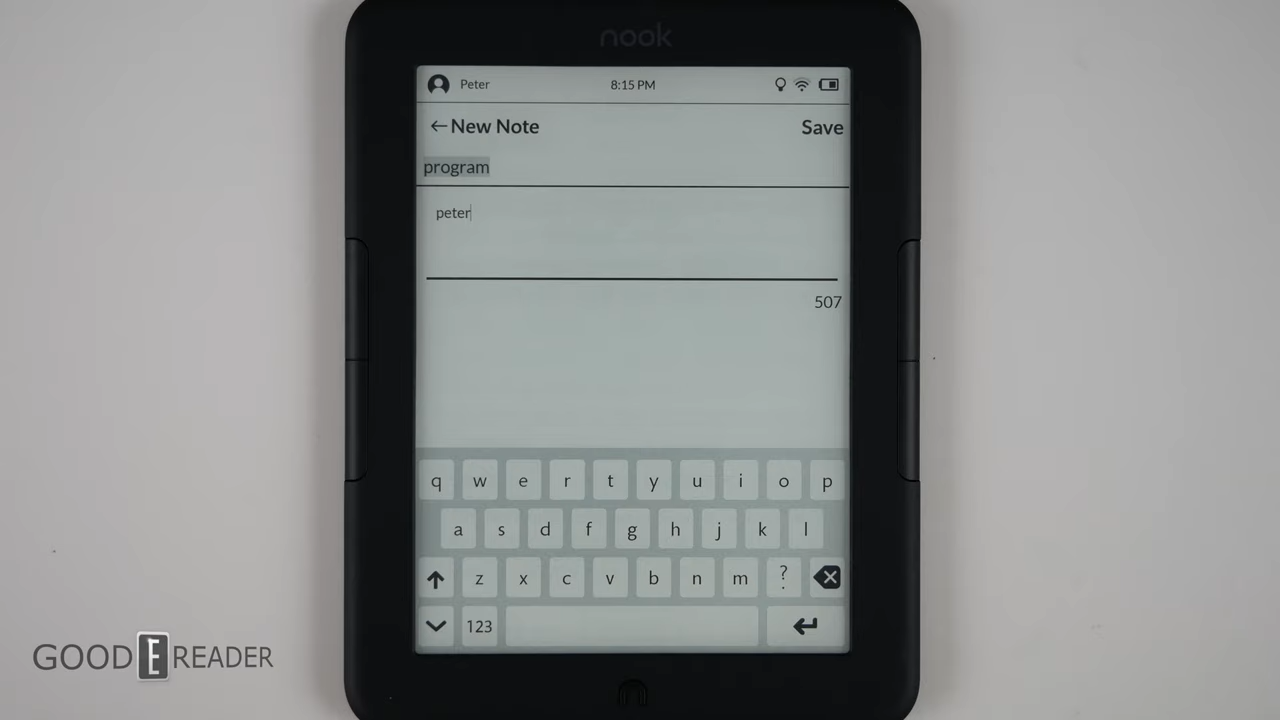 nook
Peter 8:15 PM
←New Note Save
program
peter
507
q w e r t y u i o p
a s d f g h j k l
z x c v b n m ? .
123
GOOD E READER